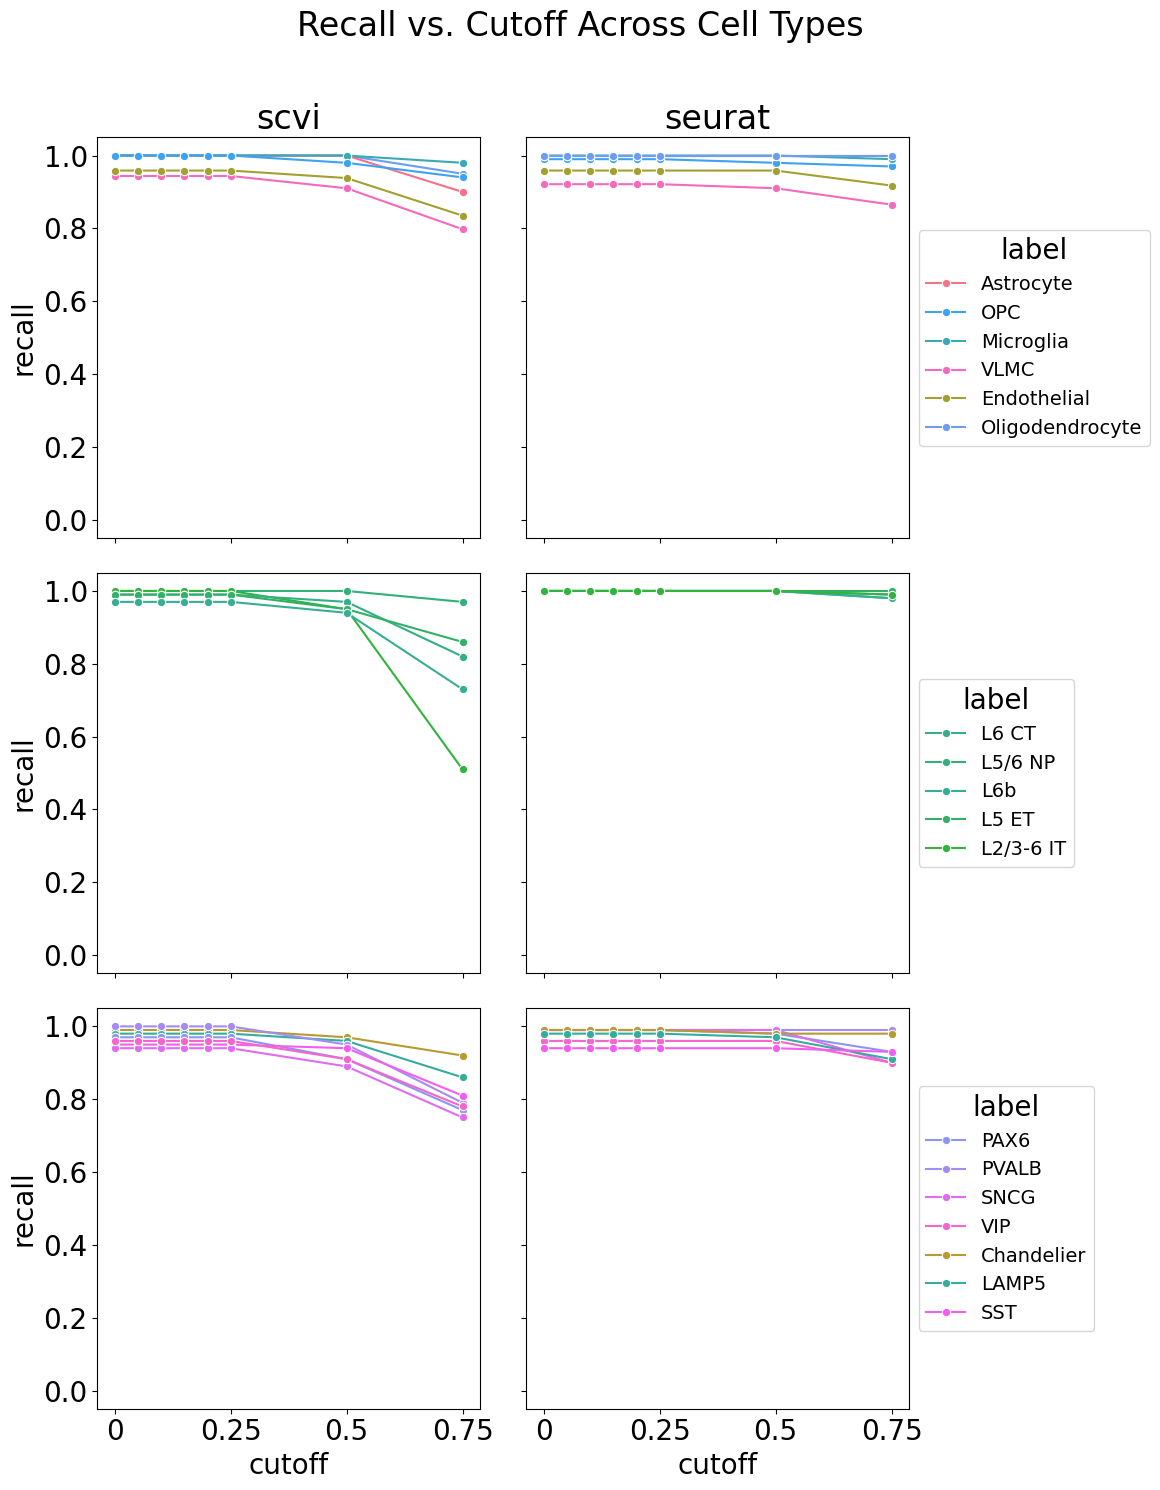 Recall vs. Cutoff Across Cell Types
scvi
seurat
recall
1.0
0.8
0.6
0.4
0.2
0.0
label
Astrocyte
OPC
Microglia
VLMC
Endothelial
Oligodendrocyte
recall
1.0
0.8
0.6
0.4
0.2
0.0
label
L6 CT
L5/6 NP
L6b
L5 ET
L2/3-6 IT
recall
1.0
0.8
0.6
0.4
0.2
0.0
label
PAX6
PVALB
SNCG
VIP
Chandelier
LAMP5
SST
0 0.25 0.5 0.75
0 0.25 0.5 0.75
cutoff
cutoff